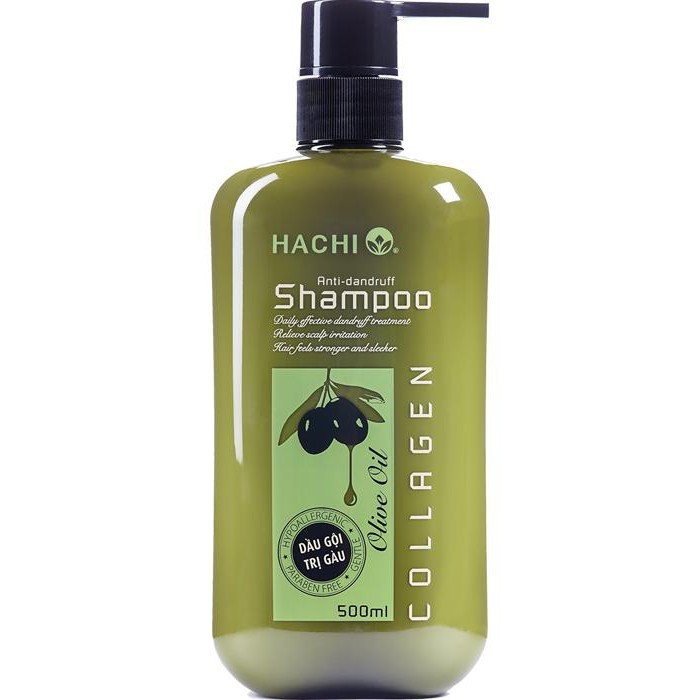 HACHI ®
Anti-dandruff
Shampoo
Daily effective dandruff treatment
Relieve scalp irritation
Hair feels stronger and sleeker
COLLAGEN
Olive Oil
HYPOALLERGENIC
GENTLE
PARABEN FREE
DẦU GỘI
TRỊ GÀU
500ml